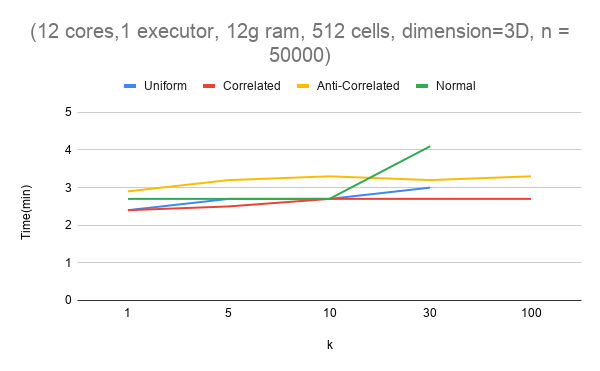 (12 cores,1 executor, 12g ram, 512 cells, dimension=3D, n =
50000)
Uniform Correlated Anti-Correlated Normal
5
4
3
2
1
0
Time(min)
1 5 10 30 100
k